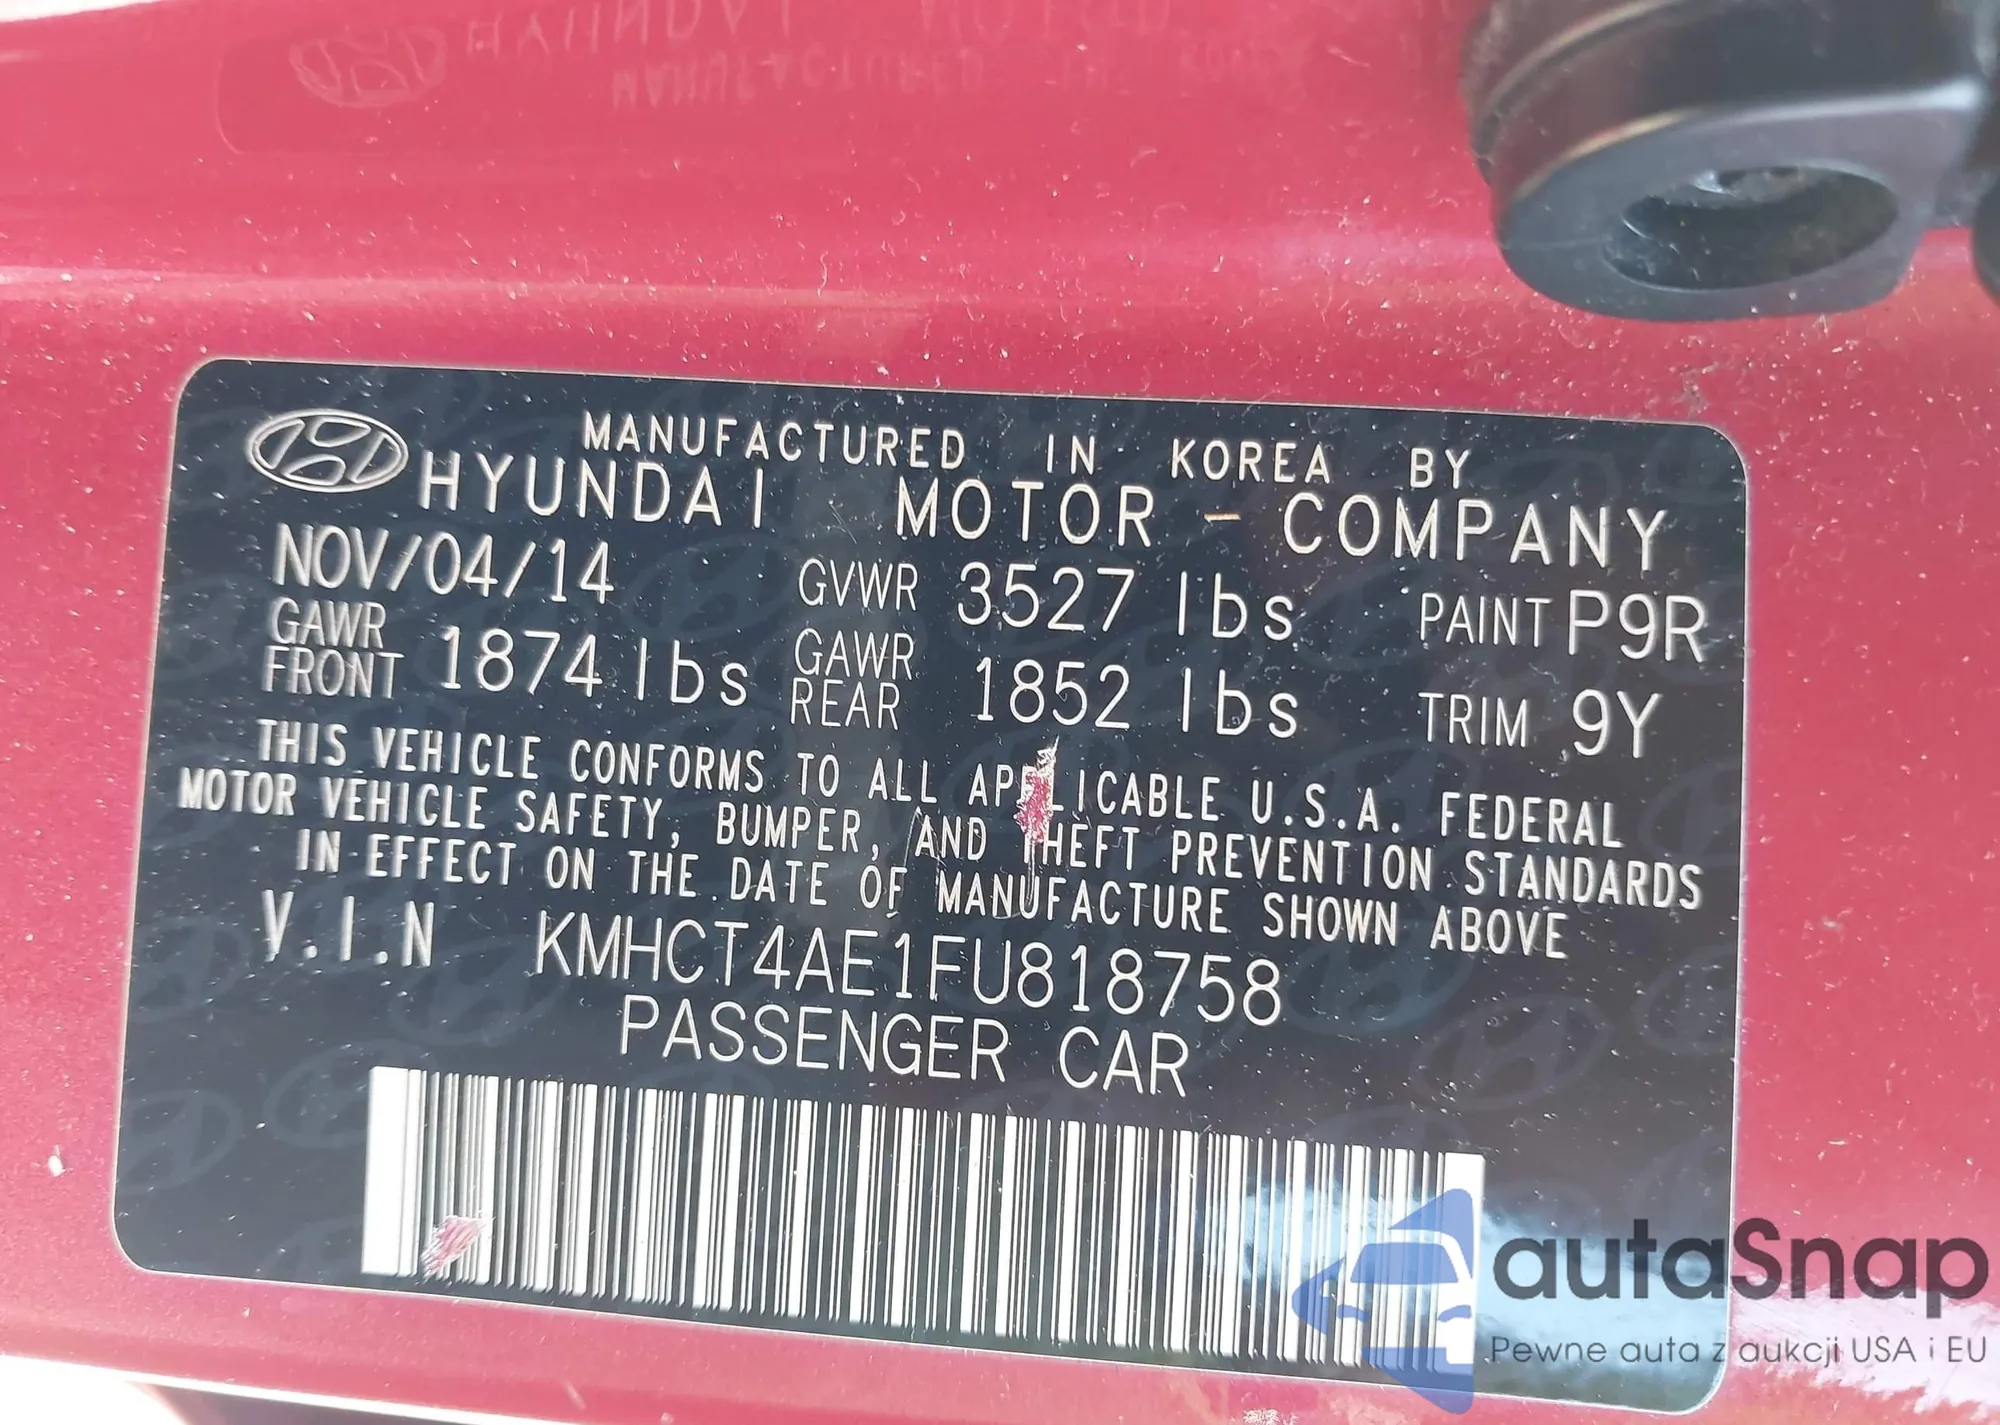 MANUFACTURED IN KOREA BY
HYUNDAI MOTOR - COMPANY
NOV/04/14 GVWR 3527 lbs PAINT P9R
GAWR FRONT 1874 lbs GAWR REAR 1852 lbs TRIM 9Y
THIS VEHICLE CONFORMS TO ALL APPLICABLE U.S.A. FEDERAL
MOTOR VEHICLE SAFETY, BUMPER, AND THEFT PREVENTION STANDARDS
IN EFFECT ON THE DATE OF MANUFACTURE SHOWN ABOVE
V.I.N KMHCT4AE1FU818758
PASSENGER CAR
autaSnap
Pewne auta z aukcji USA i EU